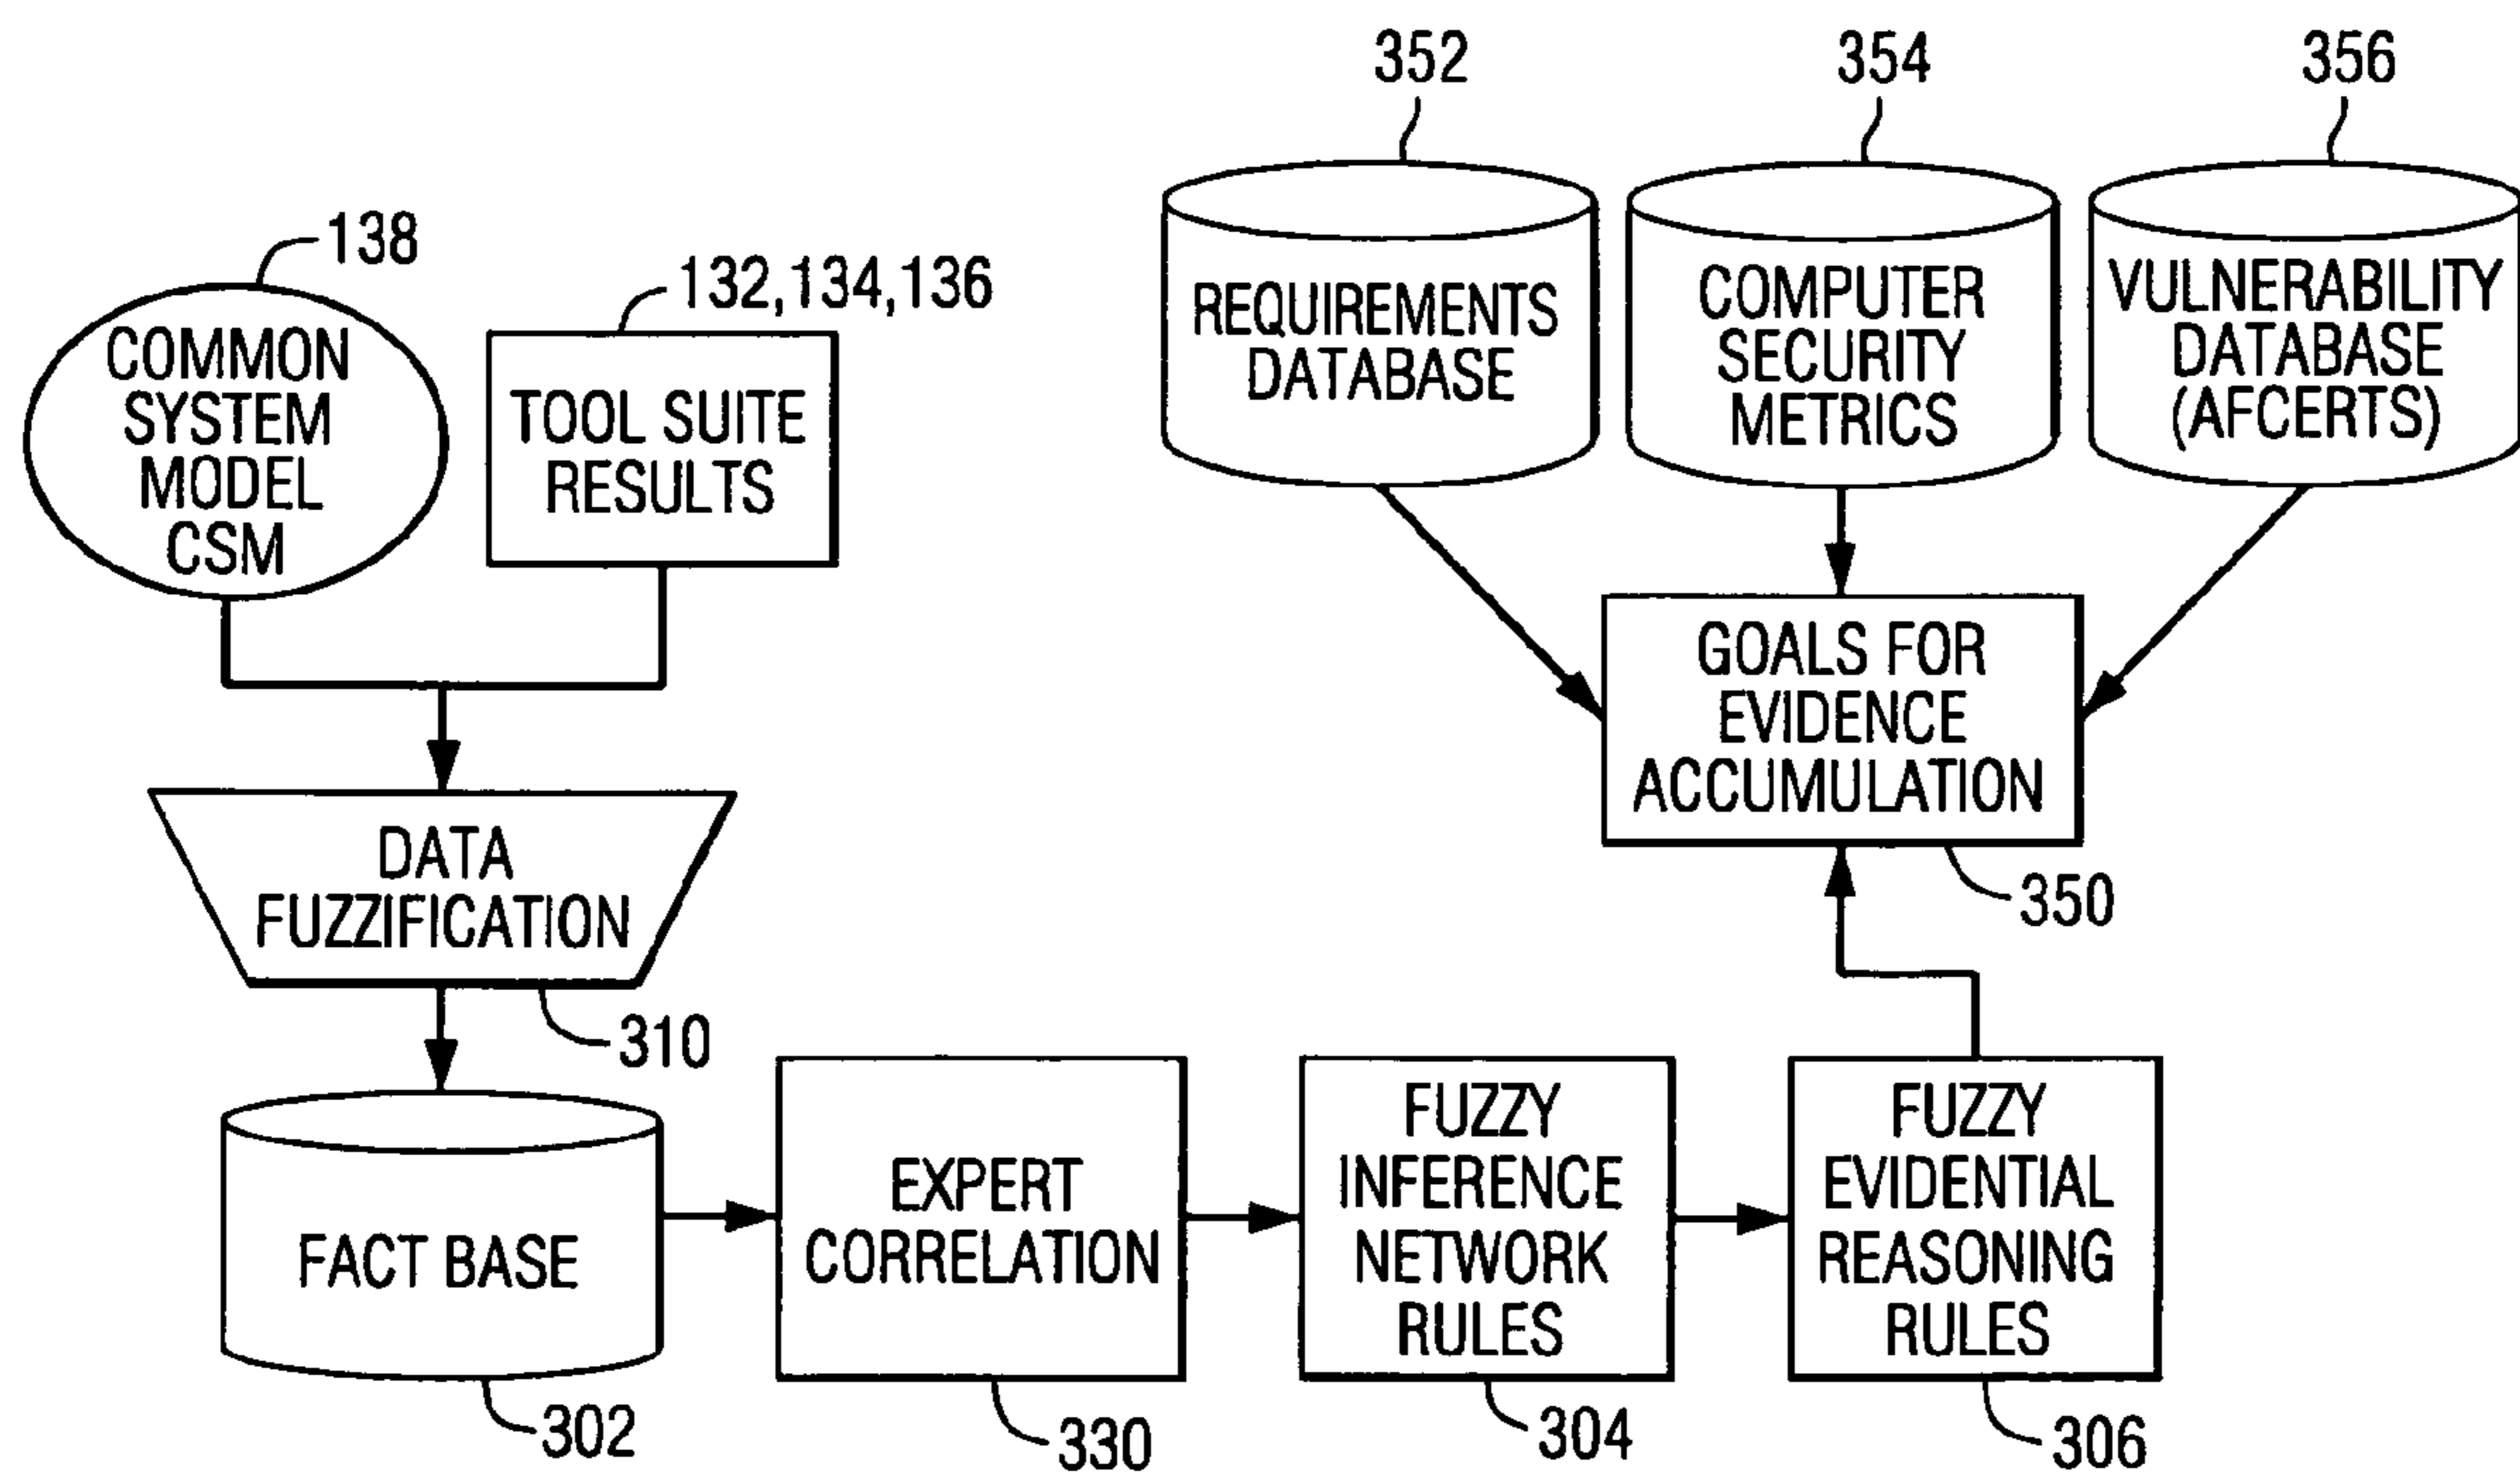 352
354
356
138
132,134,136
COMMON
SYSTEM
MODEL
CSM
TOOL SUITE
RESULTS
REQUIREMENTS
DATABASE
COMPUTER
SECURITY
METRICS
VULNERABILITY
DATABASE
(AFCERTS)
GOALS FOR
EVIDENCE
ACCUMULATION
350
DATA
FUZZIFICATION
310
FACT BASE
302
EXPERT
CORRELATION
330
FUZZY
INFERENCE
NETWORK
RULES
304
FUZZY
EVIDENTIAL
REASONING
RULES
306